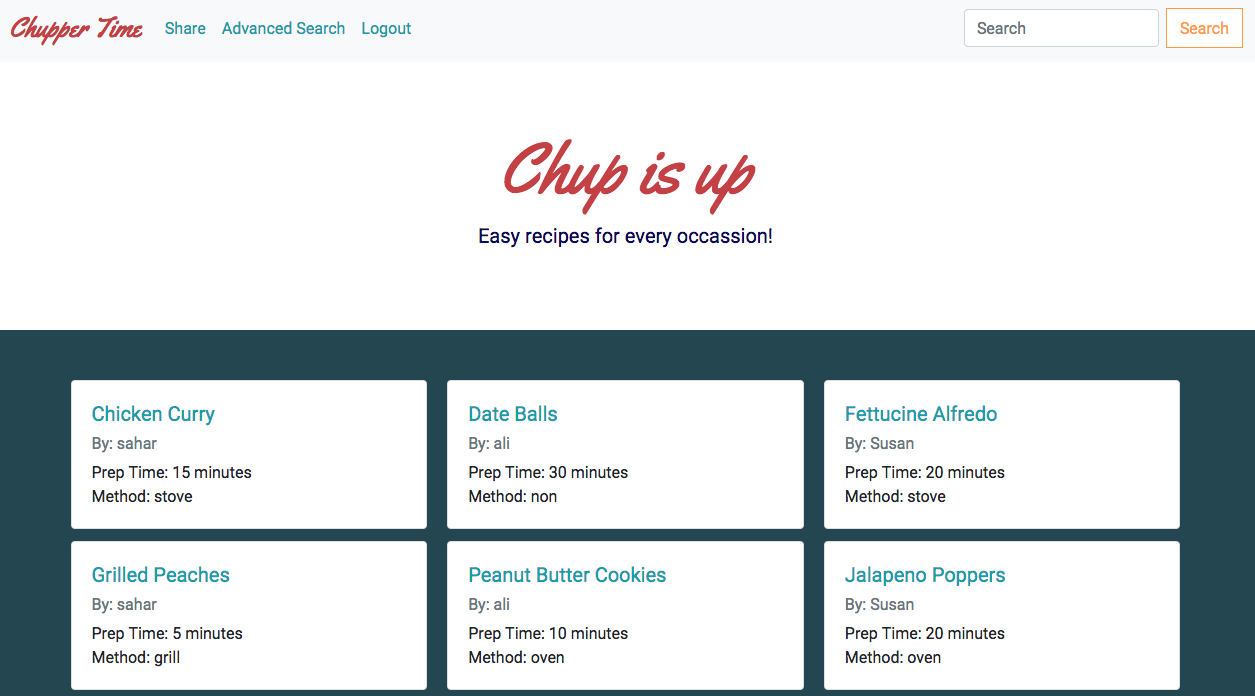 Chupper Time Share Advanced Search Logout Search Search
Chup is up
Easy recipes for every occassion!
Chicken Curry
By: sahar
Prep Time: 15 minutes
Method: stove
Date Balls
By: ali
Prep Time: 30 minutes
Method: non
Fettucine Alfredo
By: Susan
Prep Time: 20 minutes
Method: stove
Grilled Peaches
By: sahar
Prep Time: 5 minutes
Method: grill
Peanut Butter Cookies
By: ali
Prep Time: 10 minutes
Method: oven
Jalapeno Poppers
By: Susan
Prep Time: 20 minutes
Method: oven